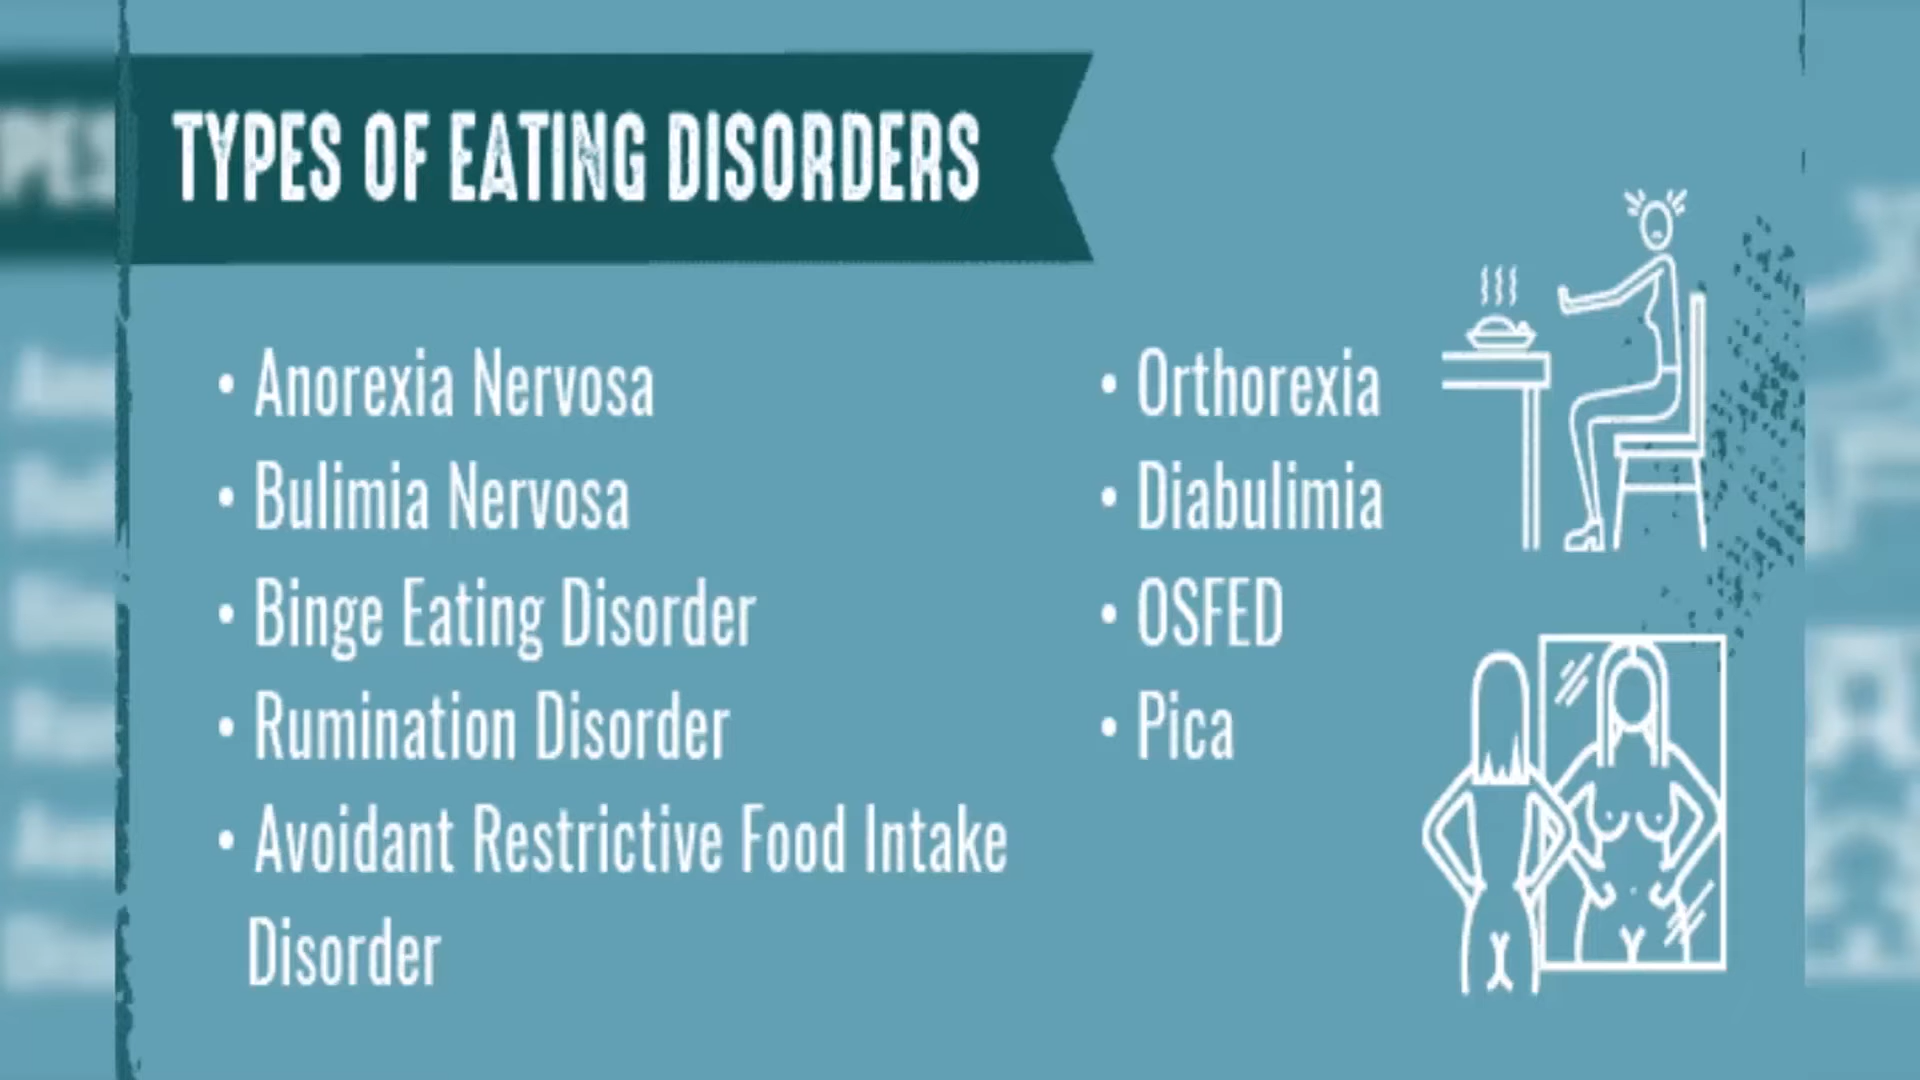 TYPES OF EATING DISORDERS
• Anorexia Nervosa
• Bulimia Nervosa
• Binge Eating Disorder
• Rumination Disorder
• Avoidant Restrictive Food Intake
Disorder
• Orthorexia
• Diabulimia
• OSFED
• Pica